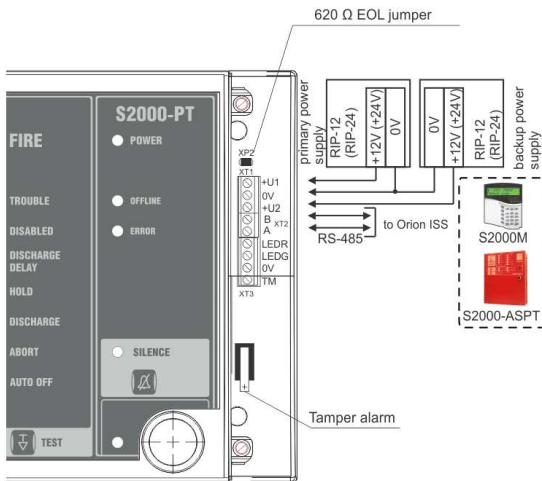 620 Ω EOL jumper
S2000-PT
FIRE
POWER
TROUBLE
OFFLINE
DISABLED
ERROR
DISCHARGE
DELAY
HOLD
DISCHARGE
ABORT
SILENCE
AUTO OFF
TEST
XP2
XT1
+U1
0V
+U2
B
A
XT2
LEDR
LEDG
0V
TM
XT3
primary power
supply
RIP-12
(RIP-24)
+12V (+24V)
0V
0V
+12V (+24V)
RIP-12
(RIP-24)
backup power
supply
to Orion ISS
RS-485
S2000M
S2000-ASPT
Tamper alarm